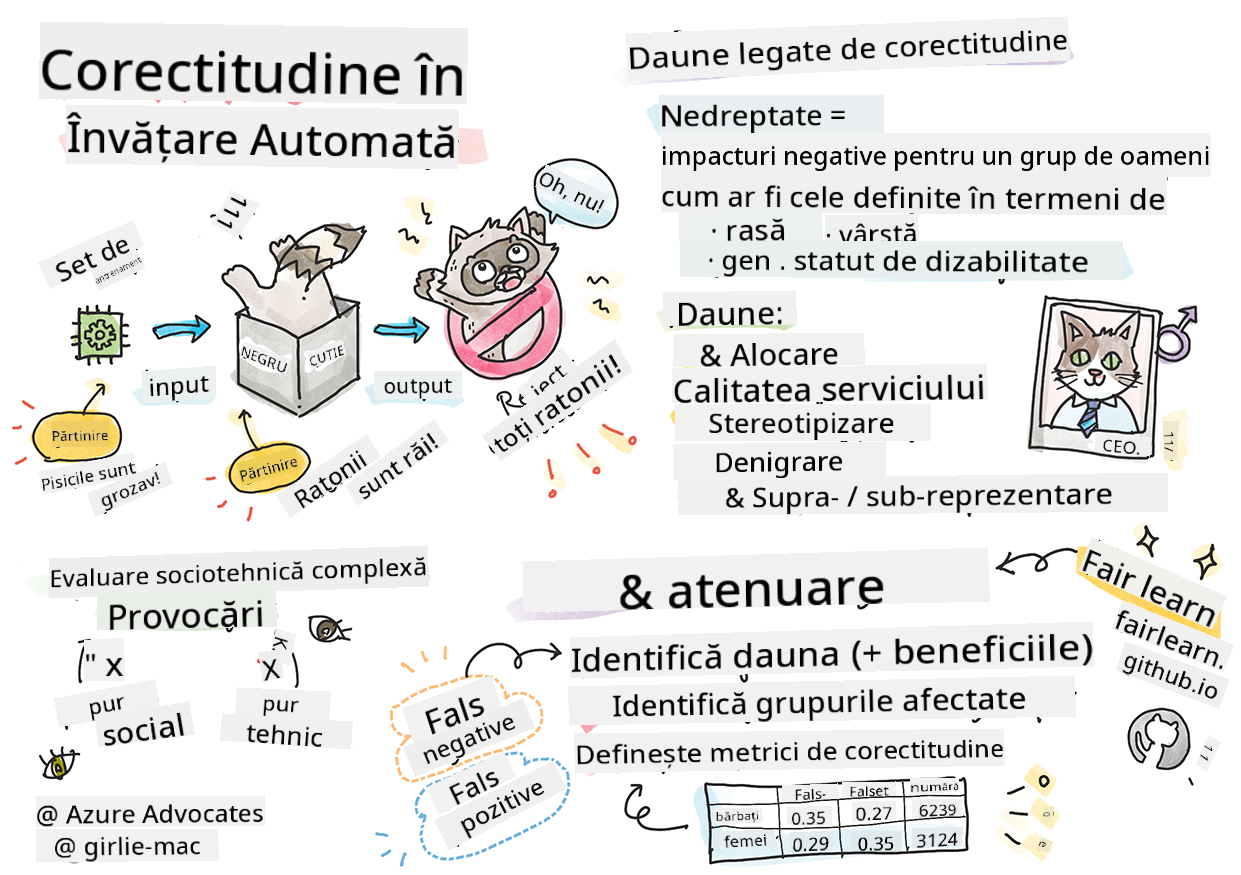 Corectitudine în
Învățare Automată
Set de
antrenament
input
NEGRU
CUTIE
output
Oh, nu!
Reject
toți ratonii!
Părtinire
Pisicile sunt
grozav!
Părtinire
Ratonii
sunt răi!
Daune legate de corectitudine
Nedreptate =
impacturi negative pentru un grup de oameni
cum ar fi cele definite în termeni de
· rasă · vârstă
· gen . statut de dizabilitate
Daune:
& Alocare
Calitatea serviciului
Stereotipizare
Denigrare
& Supra- / sub-reprezentare
CEO.
Evaluare sociotehnică complexă
Provocări
" x
pur
social
X
pur
tehnic
@ Azure Advocates
@ girlie-mac
& atenuare
Fair learn
fairlearn.
github.io
Identifică dauna (+ beneficiile)
Identifică grupurile afectate
Definește metrici de corectitudine
Fals
negative
Fals
pozitive
Fals- Falset numără
bărbați 0.35 0.27 6239
femei 0.29 0.35 3124